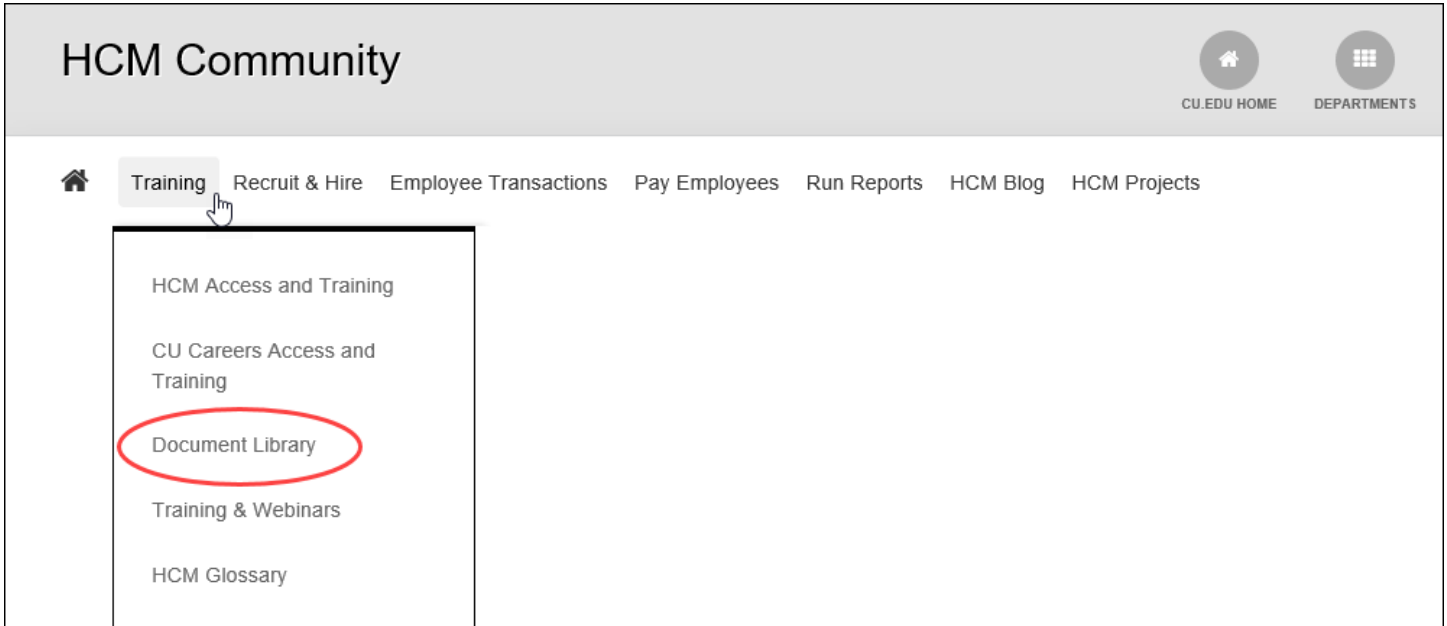 HCM Community
CU.EDU HOME
DEPARTMENTS
Training
Recruit & Hire
Employee Transactions
Pay Employees
Run Reports
HCM Blog
HCM Projects
HCM Access and Training
CU Careers Access and
Training
Document Library
Training & Webinars
HCM Glossary